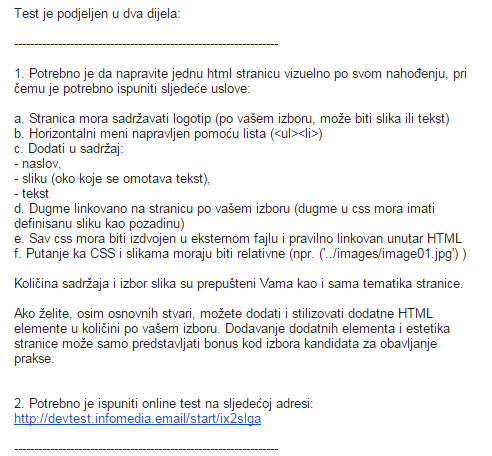 Test je podjeljen u dva dijela:
------------------------------------------------------------------
1. Potrebno je da napravite jednu html stranicu vizuelno po svom nahođenju, pri
čemu je potrebno ispuniti sljedeće uslove:
a. Stranica mora sadržavati logotip (po vašem izboru, može biti slika ili tekst)
b. Horizontalni meni napravljen pomoću lista (<ul><li>)
c. Dodati u sadržaj:
- naslov,
- sliku (oko koje se omotava tekst),
- tekst
d. Dugme linkovano na stranicu po vašem izboru (dugme u css mora imati
definisanu sliku kao pozadinu)
e. Sav css mora biti izdvojen u eksternom fajlu i pravilno linkovan unutar HTML
f. Putanje ka CSS i slikama moraju biti relativne (npr. ('../images/image01.jpg') )
Količina sadržaja i izbor slika su prepušteni Vama kao i sama tematika stranice.
Ako želite, osim osnovnih stvari, možete dodati i stilizovati dodatne HTML
elemente u količini po vašem izboru. Dodavanje dodatnih elementa i estetika
stranice može samo predstavljati bonus kod izbora kandidata za obavljanje
prakse.
2. Potrebno je ispuniti online test na sljedećoj adresi:
http://devtest.infomedia.email/start/ix2slga
------------------------------------------------------------------